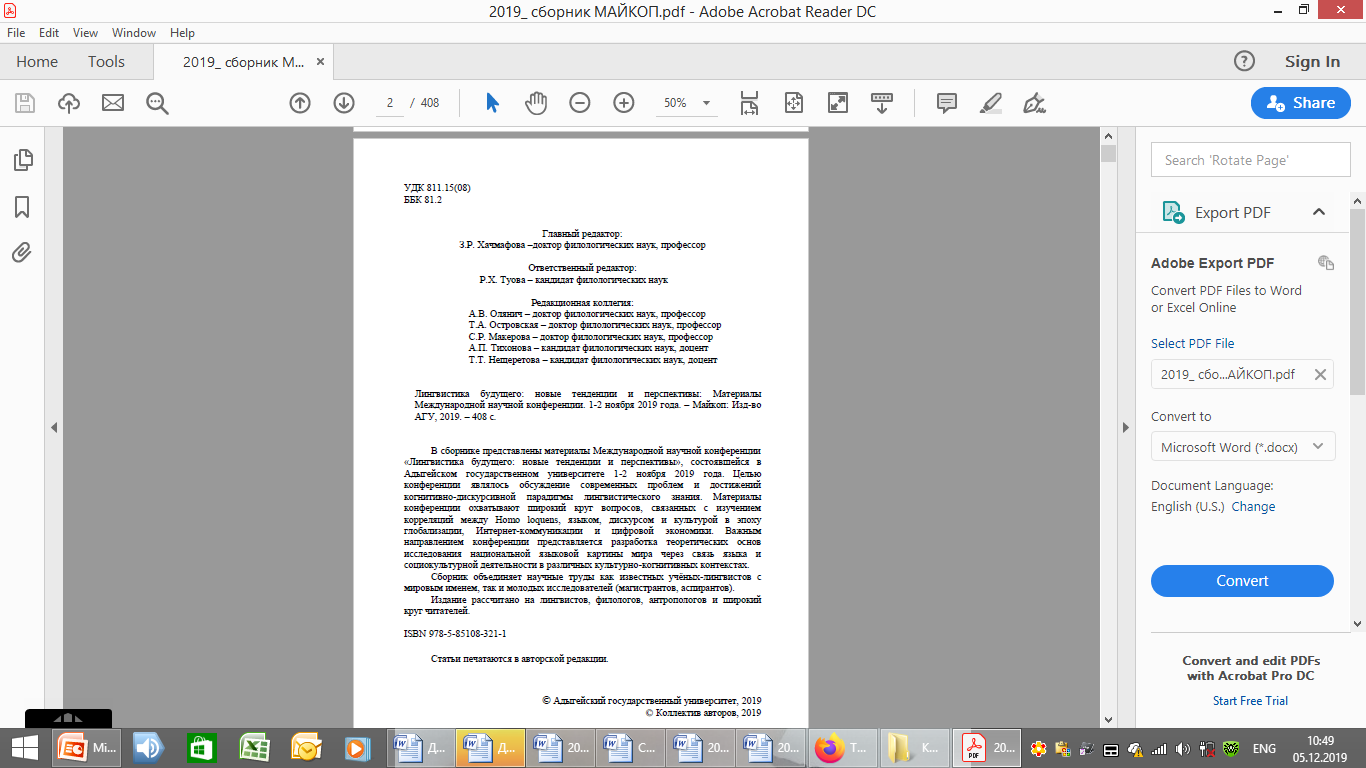 2019_ сборник МАЙКОП.pdf - Adobe Acrobat Reader DC
File Edit View Window Help
Home Tools 2019_ сборник М... × Sign In
2 / 408 50% Share
УДК 811.15(08)
ББК 81.2
Главный редактор:
З.Р. Хачмафова –доктор филологических наук, профессор
Ответственный редактор:
Р.Х. Туова – кандидат филологических наук
Редакционная коллегия:
А.В. Олянич – доктор филологических наук, профессор
Т.А. Островская – доктор филологических наук, профессор
С.Р. Макерова – доктор филологических наук, профессор
А.П. Тихонова – кандидат филологических наук, доцент
Т.Т. Нещеретова – кандидат филологических наук, доцент
Лингвистика будущего: новые тенденции и перспективы: Материалы
Международной научной конференции. 1-2 ноября 2019 года. – Майкоп: Изд-во
АГУ, 2019. – 408 с.
В сборнике представлены материалы Международной научной конференции
«Лингвистика будущего: новые тенденции и перспективы», состоявшейся в
Адыгейском государственном университете 1-2 ноября 2019 года. Целью
конференции являлось обсуждение современных проблем и достижений
когнитивно-дискурсивной парадигмы лингвистического знания. Материалы
конференции охватывают широкий круг вопросов, связанных с изучением
корреляций между Homo loquens, языком, дискурсом и культурой в эпоху
глобализации, Интернет-коммуникации и цифровой экономики. Важным
направлением конференции представляется разработка теоретических основ
исследования национальной языковой картины мира через связь языка и
социокультурной деятельности в различных культурно-когнитивных контекстах.
Сборник объединяет научные труды как известных учёных-лингвистов с
мировым именем, так и молодых исследователей (магистрантов, аспирантов).
Издание рассчитано на лингвистов, филологов, антропологов и широкий
круг читателей.
ISBN 978-5-85108-321-1
Статьи печатаются в авторской редакции.
© Адыгейский государственный университет, 2019
© Коллектив авторов, 2019
Search 'Rotate Page'
Export PDF
Adobe Export PDF
Convert PDF Files to Word
or Excel Online
Select PDF File
2019_ сбо...АЙКОП.pdf
Convert to
Microsoft Word (*.docx)
Document Language:
English (U.S.) Change
Convert
Convert and edit PDFs
with Acrobat Pro DC
Start Free Trial
Mi... Д... Д... 20... С... 20... 20... Т... К... 20... ENG 10:49
05.12.2019